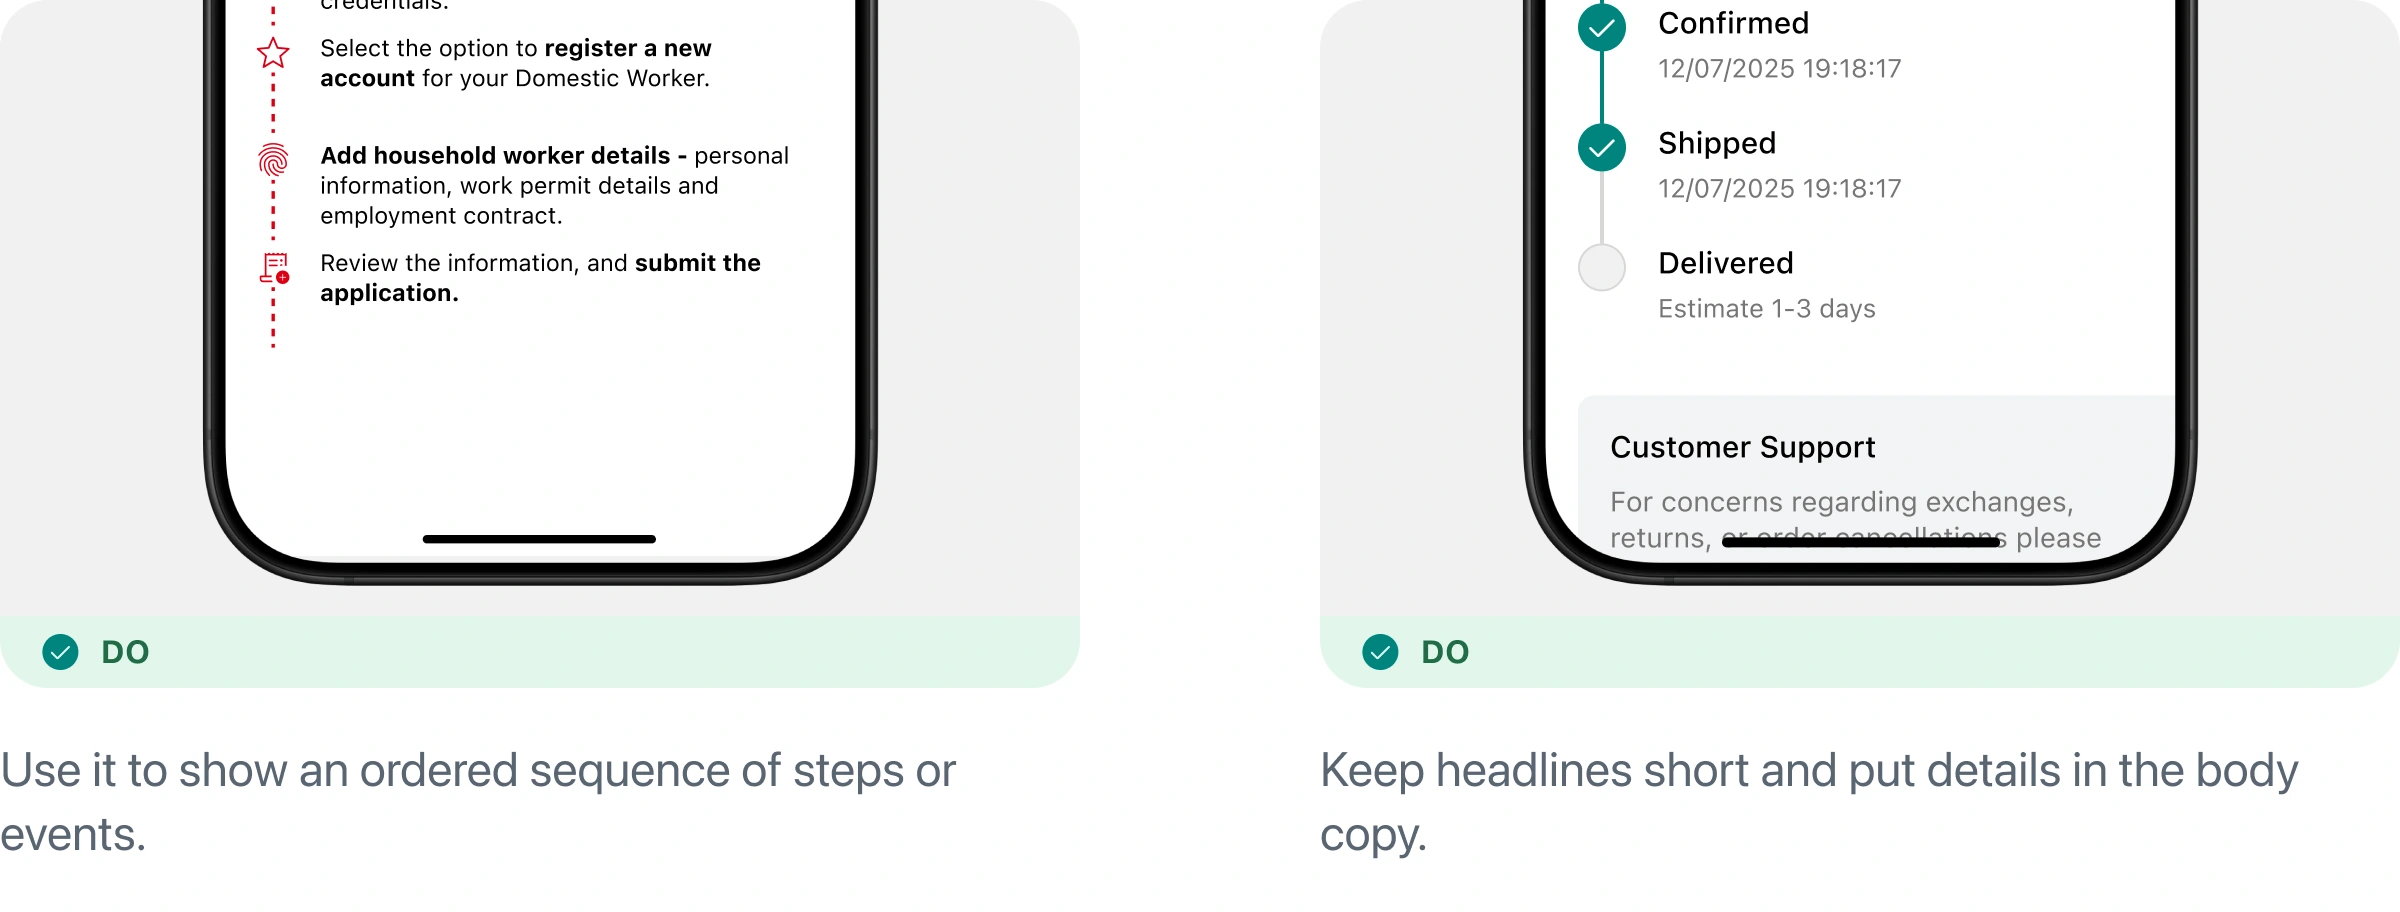 credentials.
Select the option to register a new
account for your Domestic Worker.
Add household worker details - personal
information, work permit details and
employment contract.
Review the information, and submit the
application.
DO
Use it to show an ordered sequence of steps or
events.
Confirmed
12/07/2025 19:18:17
Shipped
12/07/2025 19:18:17
Delivered
Estimate 1-3 days
Customer Support
For concerns regarding exchanges,
returns, or order cancellations please
DO
Keep headlines short and put details in the body
copy.